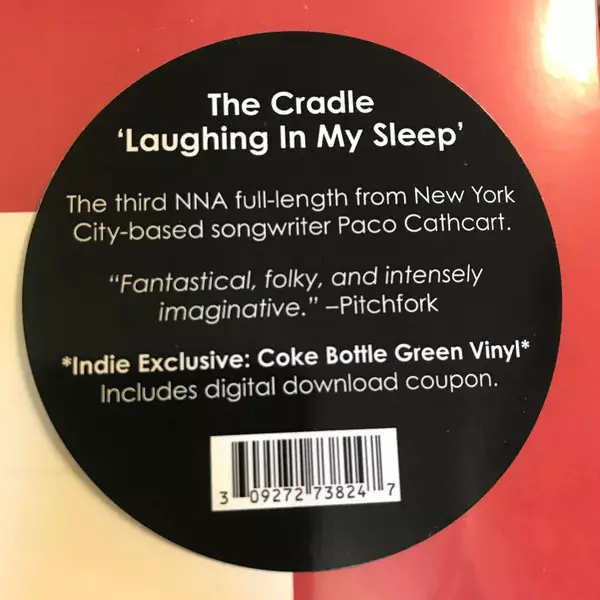 The Cradle
‘Laughing In My Sleep’
The third NNA full-length from New York
City-based songwriter Paco Cathcart.
“Fantastical, folky, and intensely
imaginative.” –Pitchfork
*Indie Exclusive: Coke Bottle Green Vinyl*
Includes digital download coupon.
3 09272 73824 7